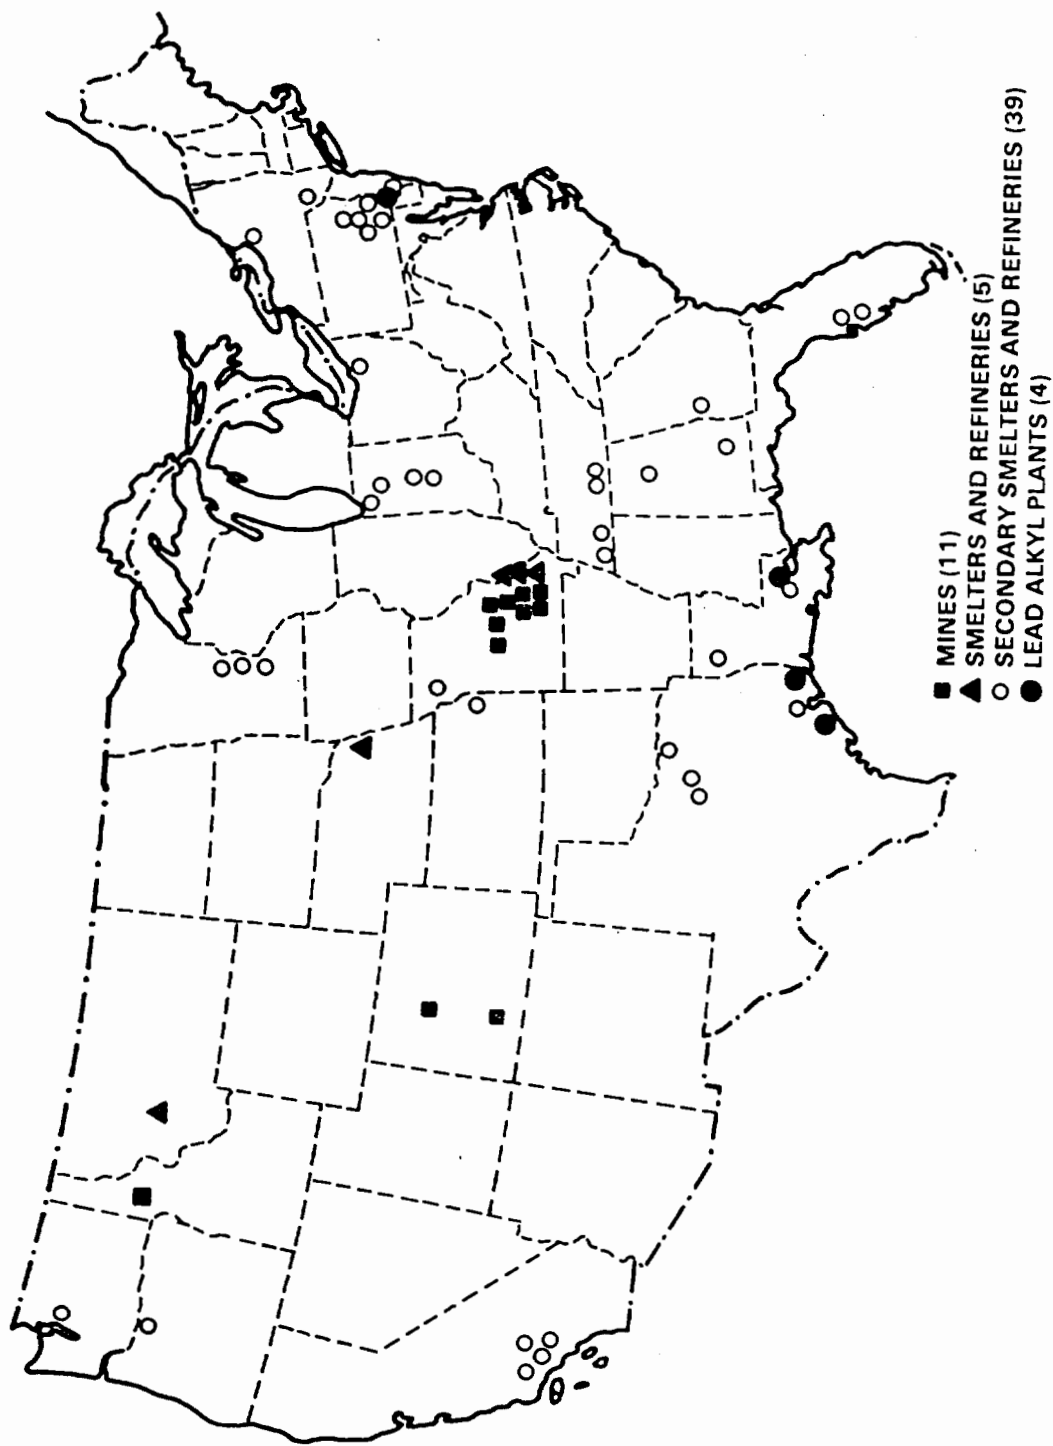 MINES (11)
SMELTERS AND REFINERIES (5)
SECONDARY SMELTERS AND REFINERIES (39)
LEAD ALKYL PLANTS (4)